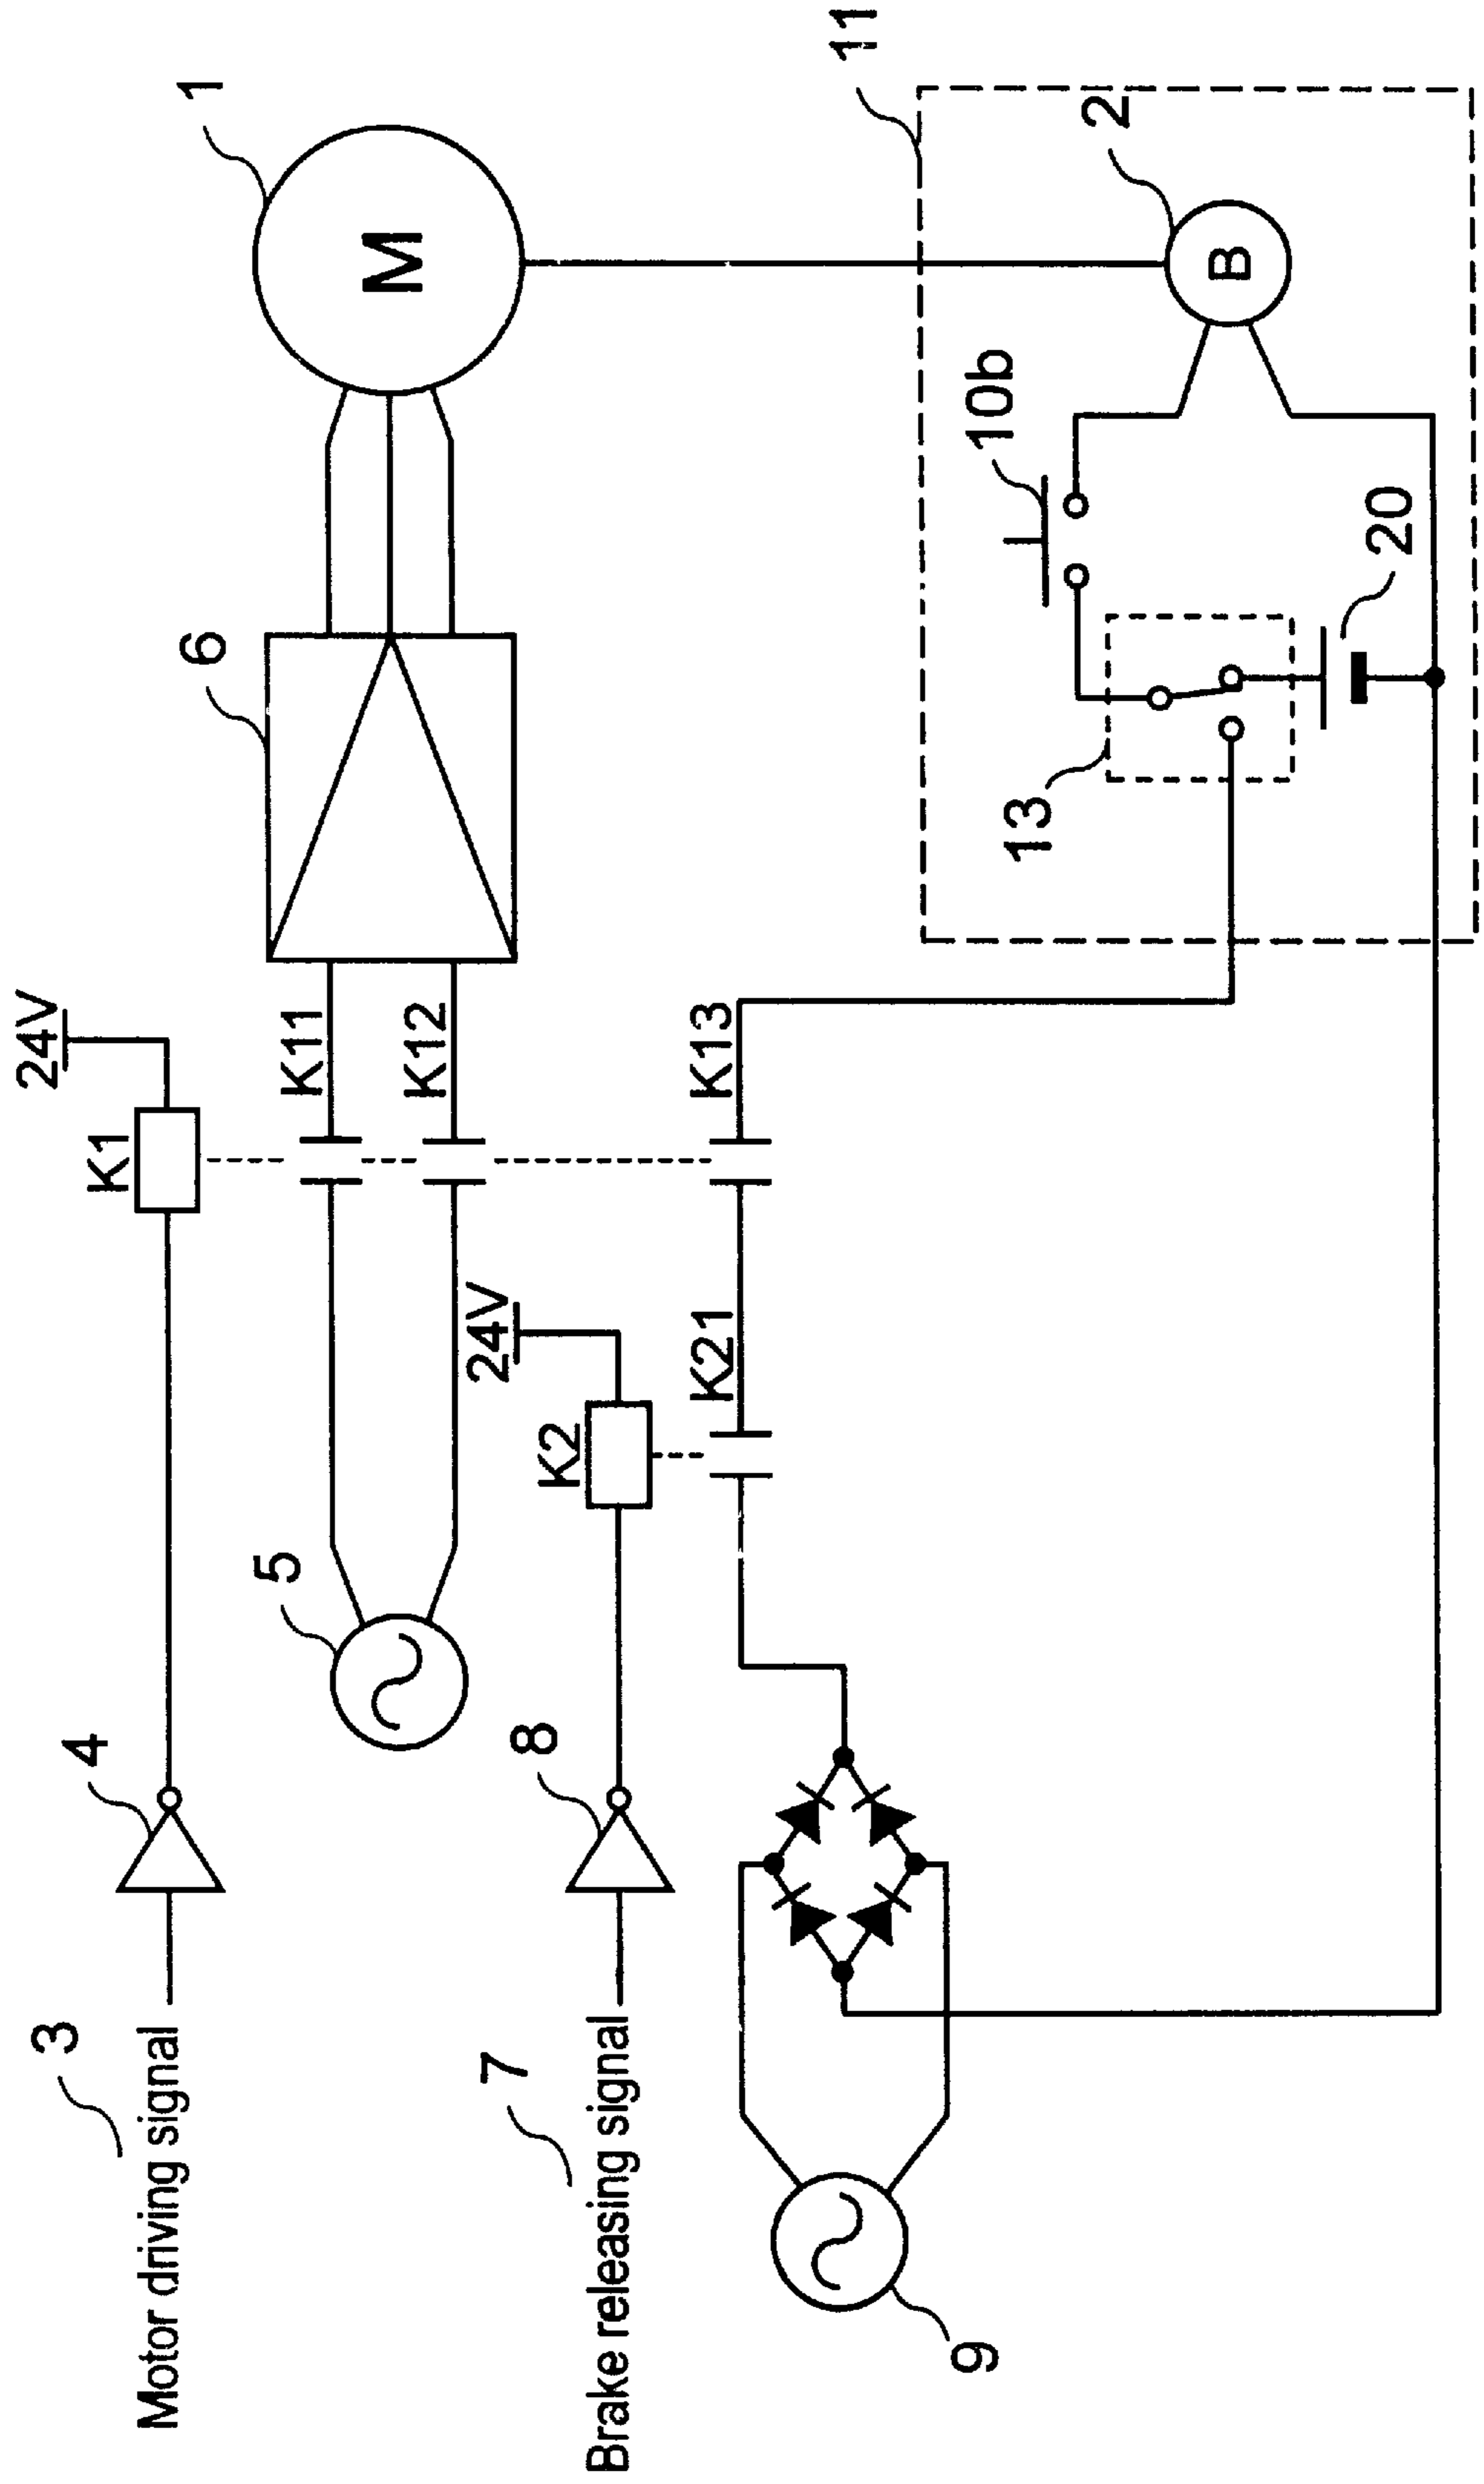 3
Motor driving signal
4
K1
24V
1
5
K11
K12
6
M
7
Brake releasing signal
8
K2
24V
K21
K13
11
9
13
10b
2
B
20